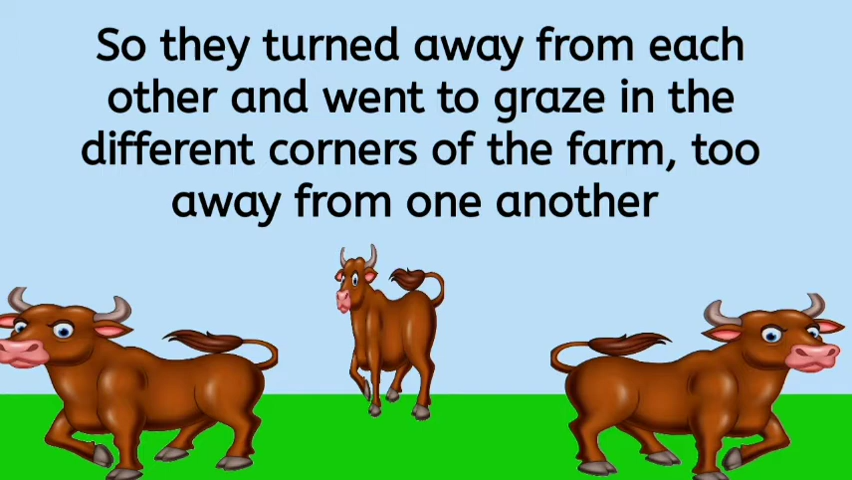 So they turned away from each
other and went to graze in the
different corners of the farm, too
away from one another